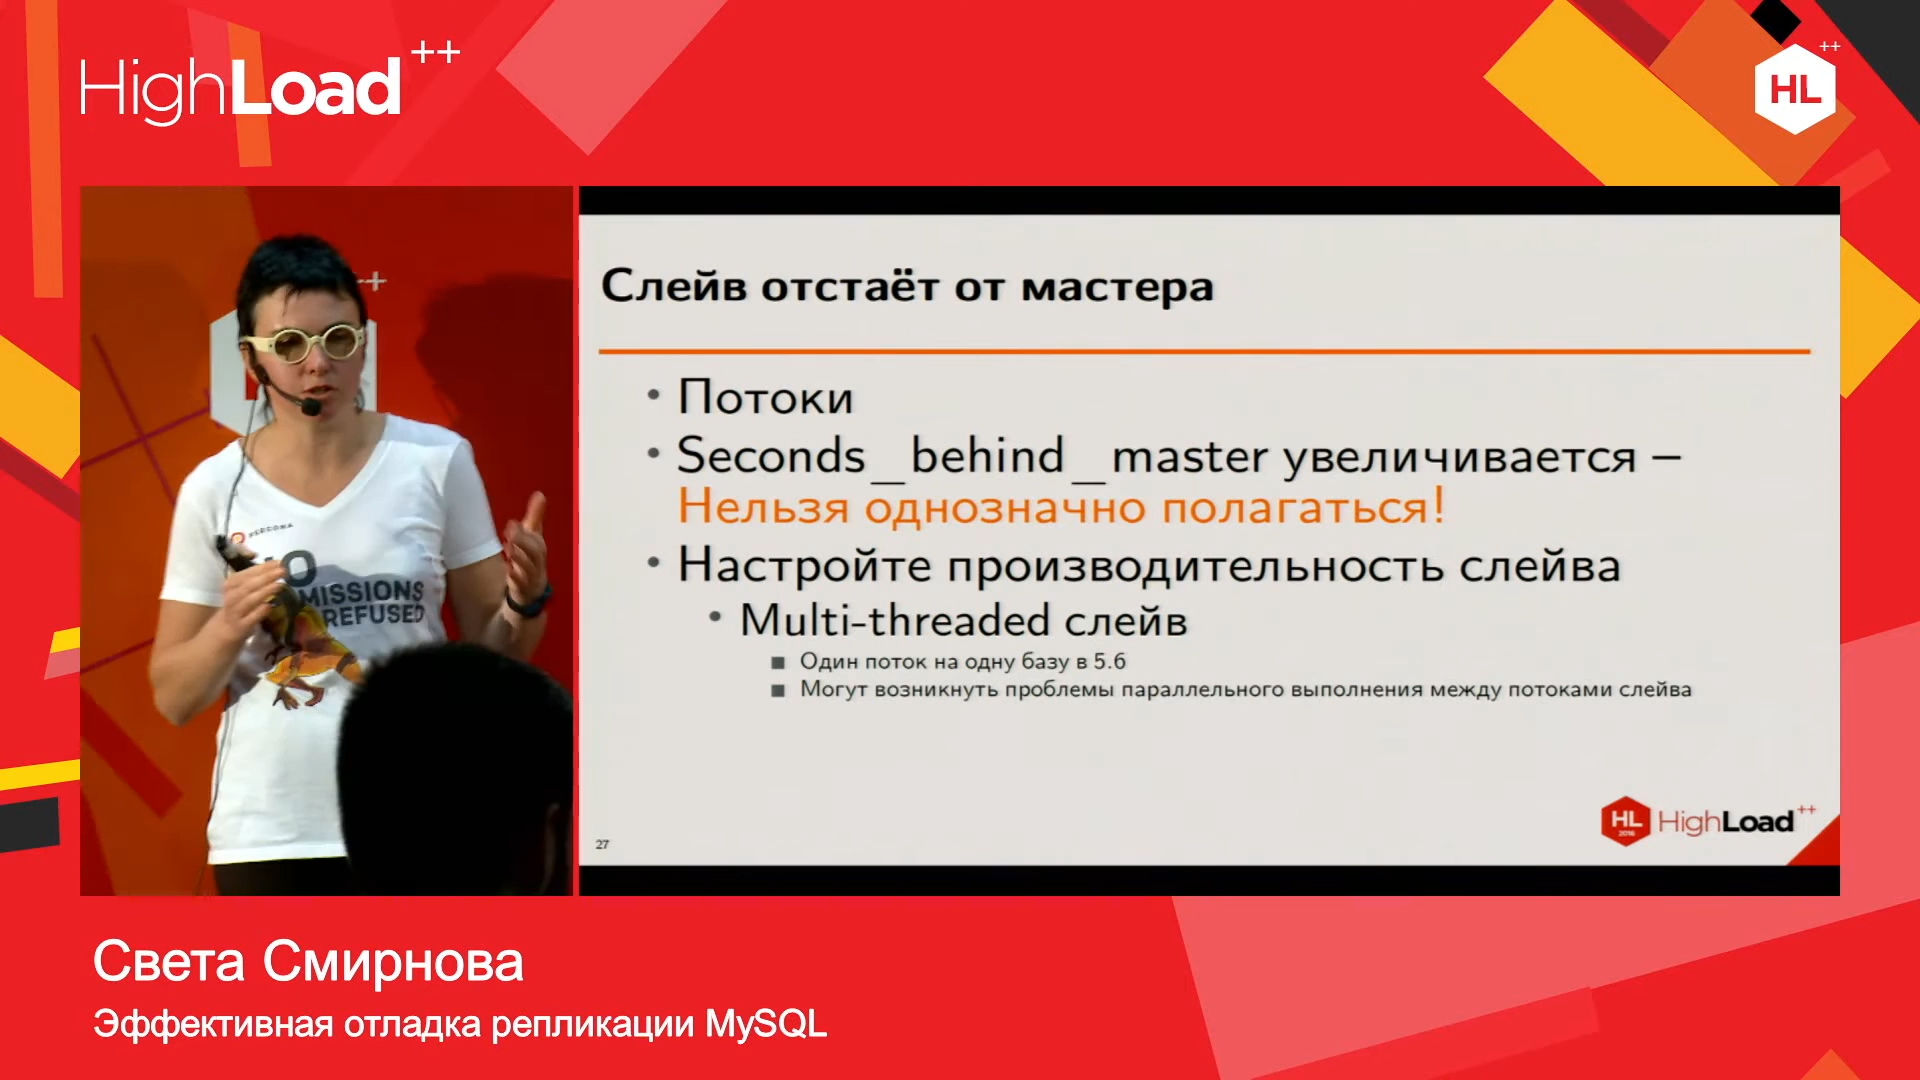 HighLoad++
HL++
++
PERCONA
MISSIONS
REFUSED
Слейв отстаёт от мастера
• Потоки
• Seconds_behind_master увеличивается –
Нельзя однозначно полагаться!
• Настройте производительность слейва
• Multi-threaded слейв
■ Один поток на одну базу в 5.6
■ Могут возникнуть проблемы параллельного выполнения между потоками слейва
27
HL 2016 HighLoad++
Света Смирнова
Эффективная отладка репликации MySQL